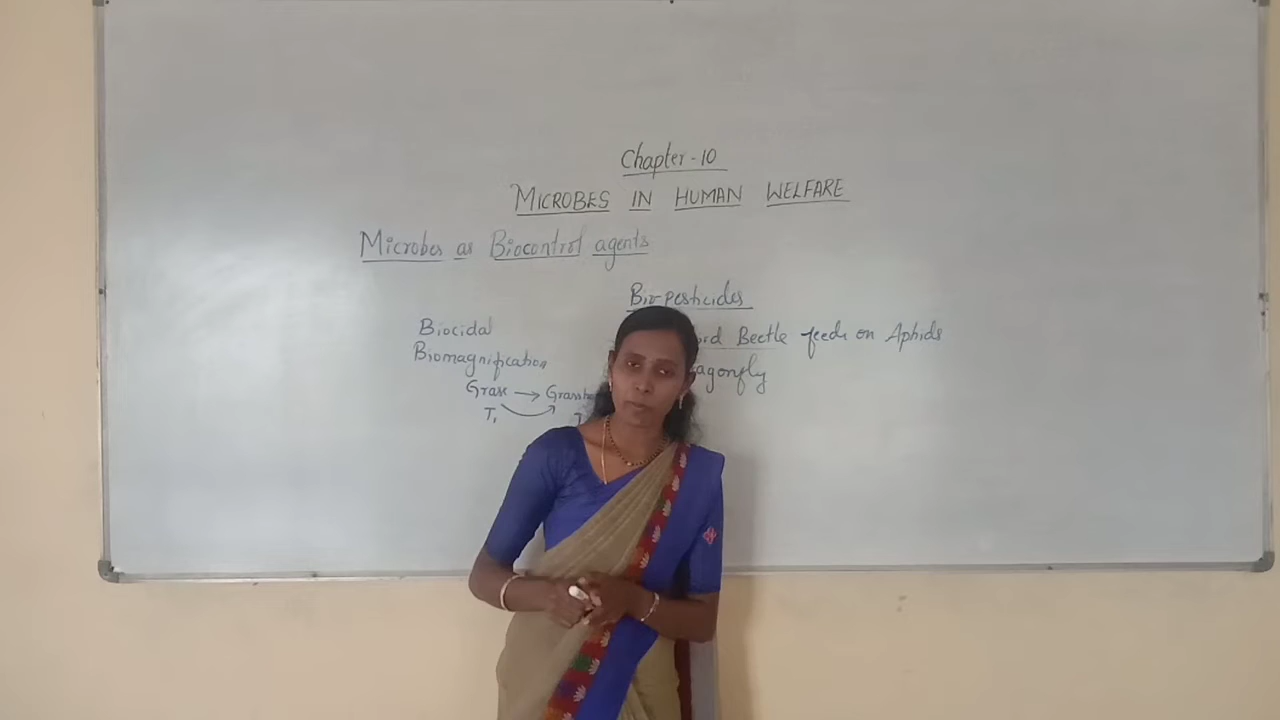 Chapter-10
MICROBES IN HUMAN WELFARE
Microbes as Biocontrol agents
Bio-pesticides
Biocidal
Biomagnification
Grass → Grassh
T₁
Beetle feeds on Aphids
agonfly